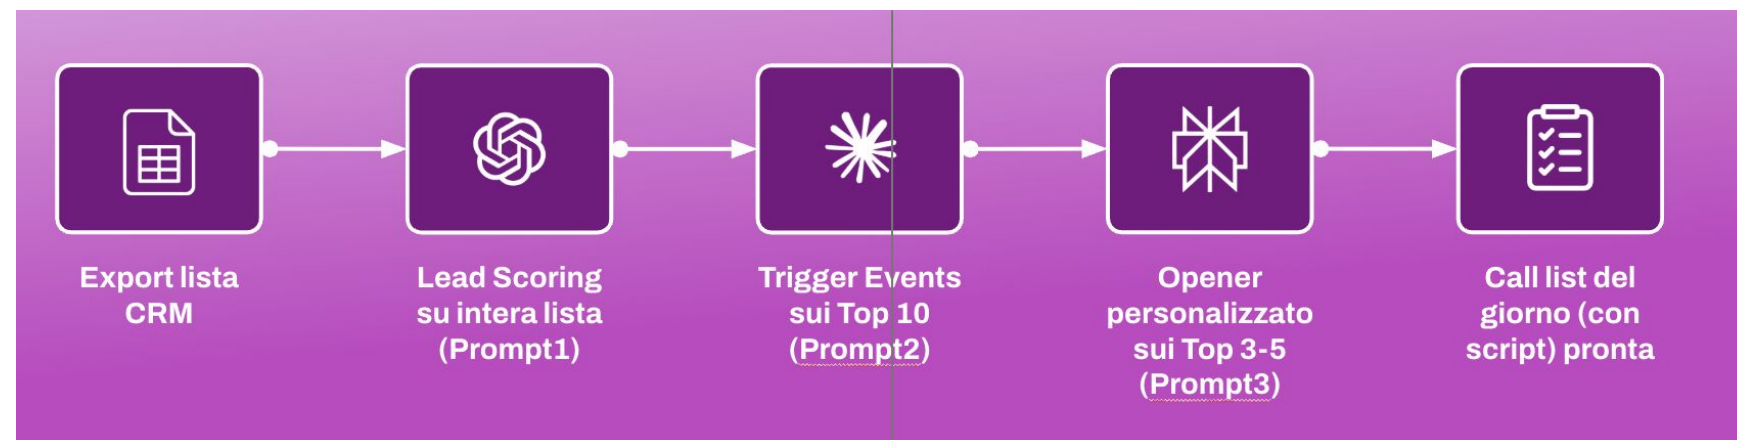 Export lista
CRM
Lead Scoring
su intera lista
(Prompt1)
Trigger Events
sui Top 10
(Prompt2)
Opener
personalizzato
sui Top 3-5
(Prompt3)
Call list del
giorno (con
script) pronta